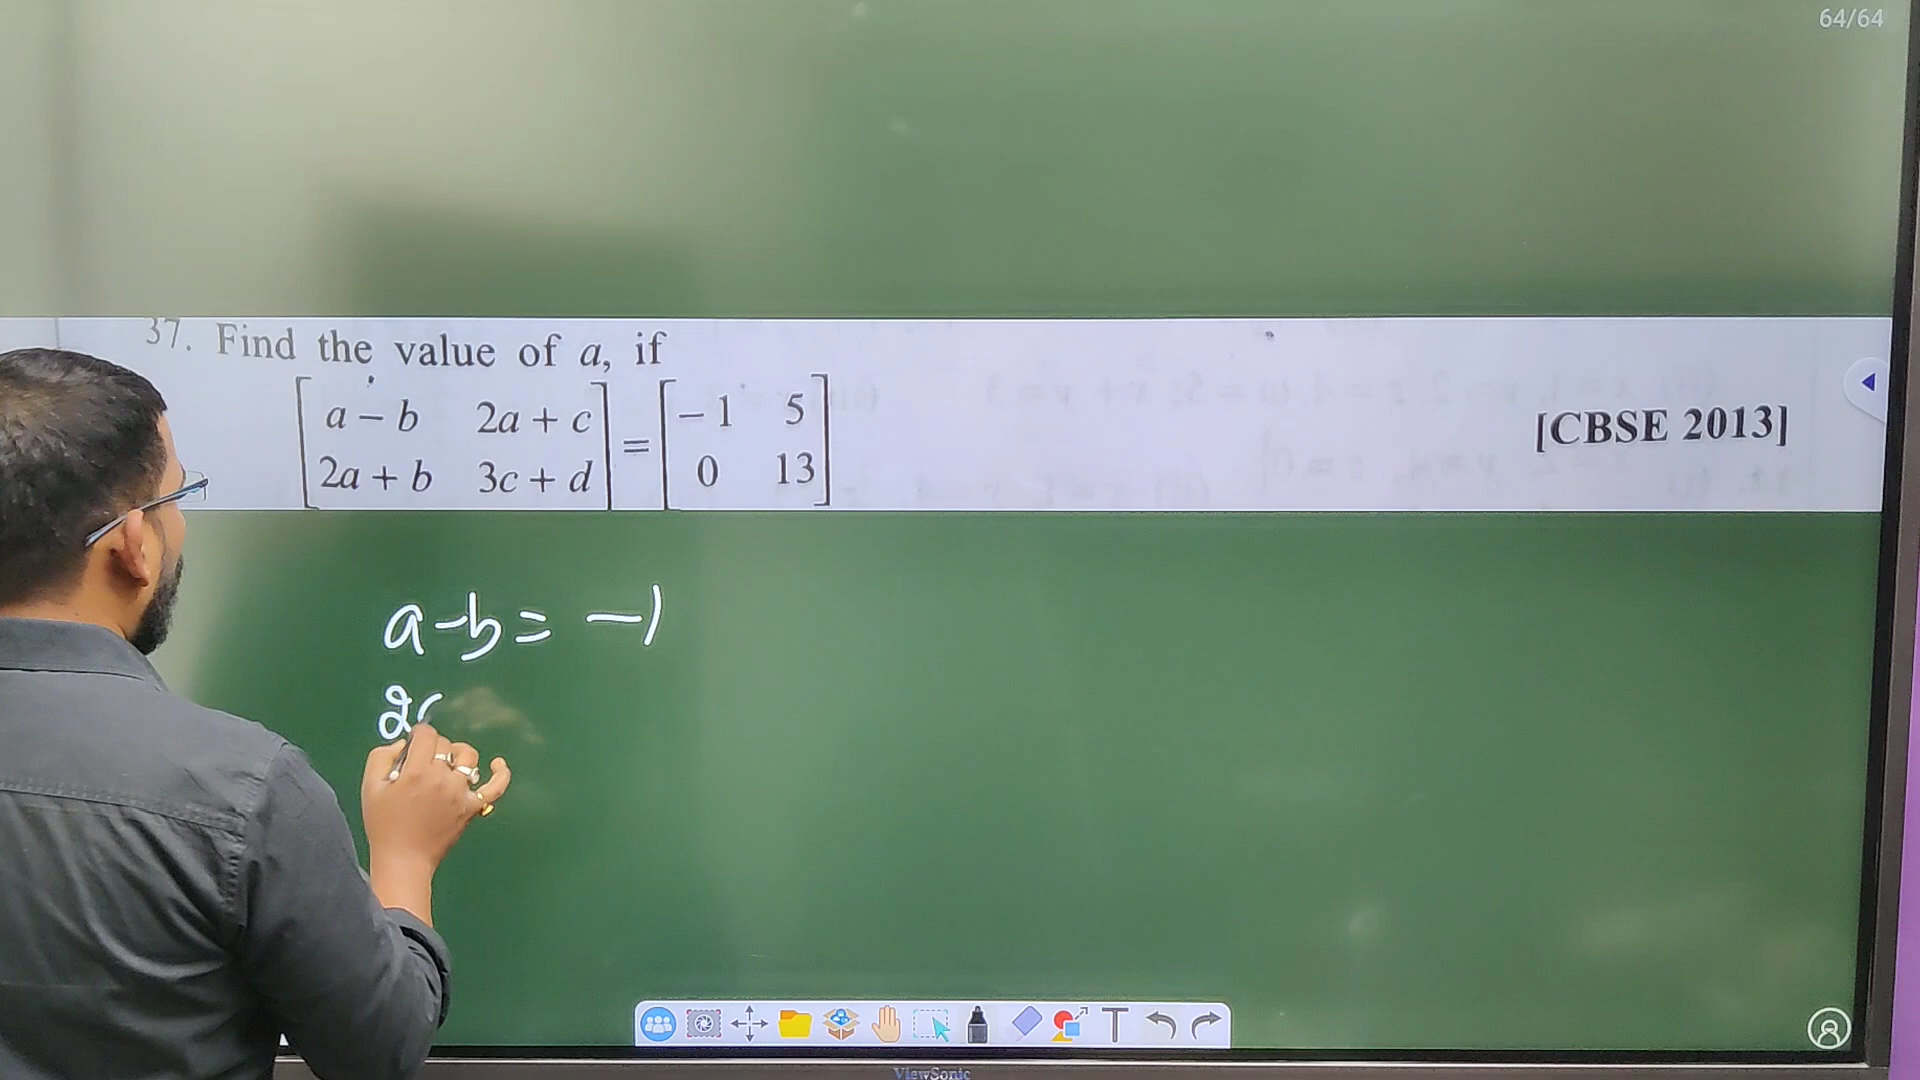 64/64
37. Find the value of a, if
[a – b 2a + c] = [– 1 5]
[2a + b 3c + d] [0 13]
[CBSE 2013]
a-b = -1
2
ViewSonic